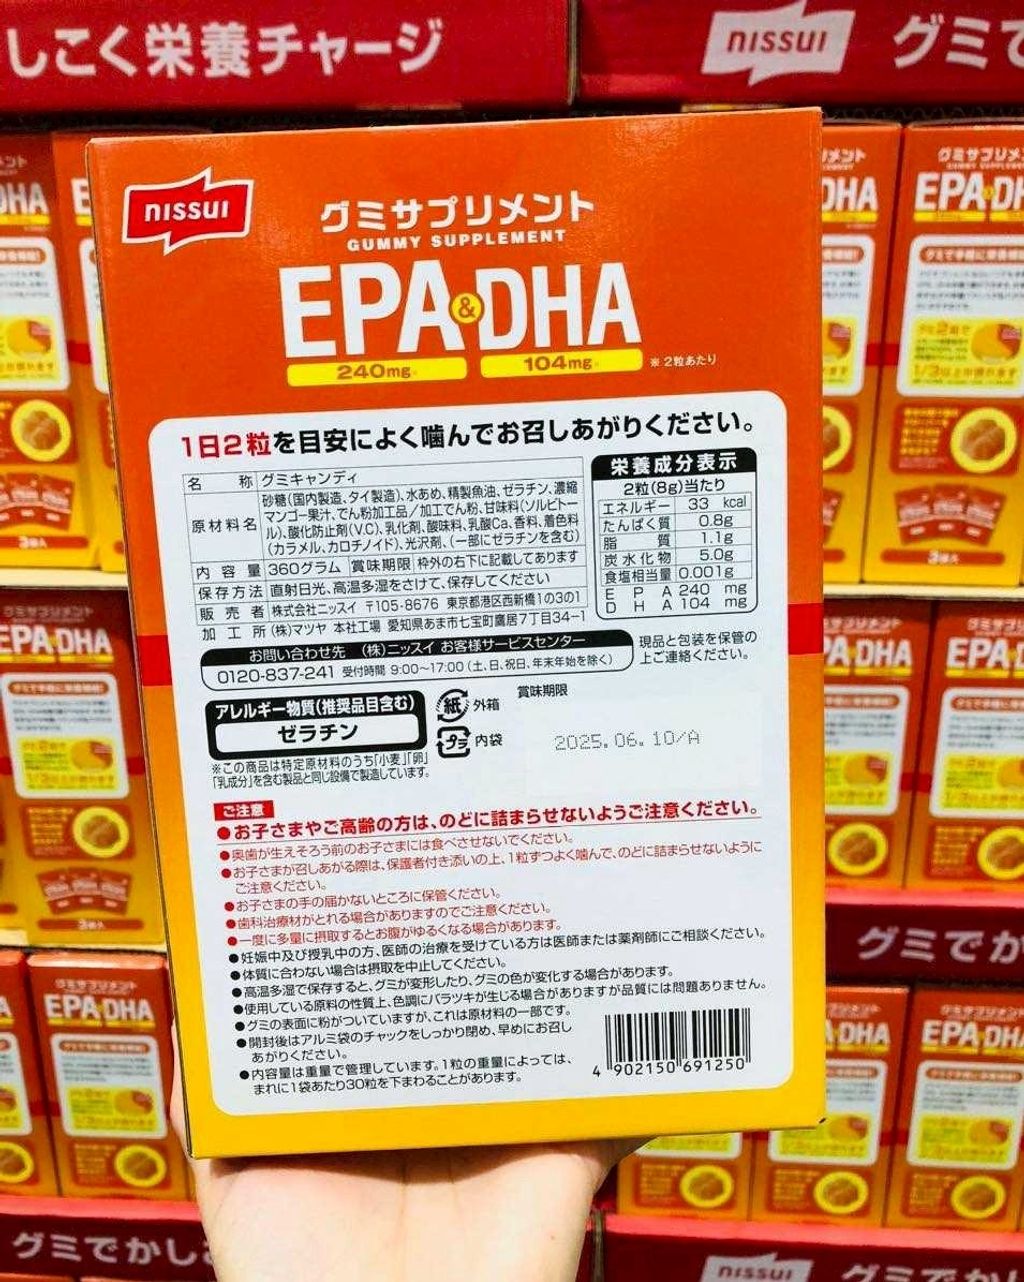 しこく栄養チャージ
nissui
グミで
nissui
グミサプリメント
GUMMY SUPPLEMENT
EPA&DHA
240mg 104mg ※2粒あたり
1日2粒を目安によく噛んでお召しあがりください。
名 称 グミキャンディ
原材料名 砂糖(国内製造、タイ製造)、水あめ、精製魚油、ゼラチン、濃縮
マンゴー果汁、でん粉加工品/加工でん粉、甘味料(ソルビトー
ル)、酸化防止剤(V.C)、乳化剤、酸味料、乳酸Ca、香料、着色料
(カラメル、カロチノイド)、光沢剤、(一部にゼラチンを含む)
内容量 360グラム 賞味期限 枠外の右下に記載してあります
保存方法 直射日光、高温多湿をさけて、保存してください
販売者 株式会社ニッスイ 〒105-8676 東京都港区西新橋1の3の1
加工所 (株)マツヤ 本社工場 愛知県あま市七宝町鷹居7丁目34-1
栄養成分表示
2粒(8g)当たり
エネルギー 33 kcal
たんぱく質 0.8g
脂質 1.1g
炭水化物 5.0g
食塩相当量 0.001g
EPA 240 mg
DHA 104 mg
お問い合わせ先 (株)ニッスイ お客様サービスセンター
0120-837-241 受付時間 9:00〜17:00(土、日、祝日、年末年始を除く)
現品と包装を保管の
上ご連絡ください。
アレルギー物質(推奨品目含む)
ゼラチン
※この商品は特定原材料のうち「小麦」「卵」
「乳成分」を含む製品と同じ設備で製造しています。
紙 外箱
プラ 内袋
賞味期限
2025.06.10/A
ご注意
●お子さまやご高齢の方は、のどに詰まらせないようご注意ください。
●奥歯が生えそろう前のお子さまには食べさせないでください。
●お子さまが召しあがる際は、保護者付き添いの上、1粒ずつよく噛んで、のどに詰まらせないように
ご注意ください。
●お子さまの手の届かないところに保管ください。
●歯科治療材がとれる場合がありますのでご注意ください。
●一度に多量に摂取するとお腹がゆるくなる場合があります。
●妊娠中及び授乳中の方、医師の治療を受けている方は医師または薬剤師にご相談ください。
●体質に合わない場合は摂取を中止してください。
●高温多湿で保存すると、グミが変形したり、グミの色が変化する場合があります。
●使用している原料の性質上、色調にバラツキが生じる場合がありますが品質には問題ありません。
●グミの表面に粉がついていますが、これは原材料の一部です。
●開封後はアルミ袋のチャックをしっかり閉め、早めにお召し
あがりください。
●内容量は重量で管理しています。1粒の重量によっては、
まれに1袋あたり30粒を下まわることがあります。
4 902150 691250
DHA
EPA DH
EPA DHA
PA DHA
EPA D
EPA DHA
EPA DHA
グミでか
グミでかし
nissui